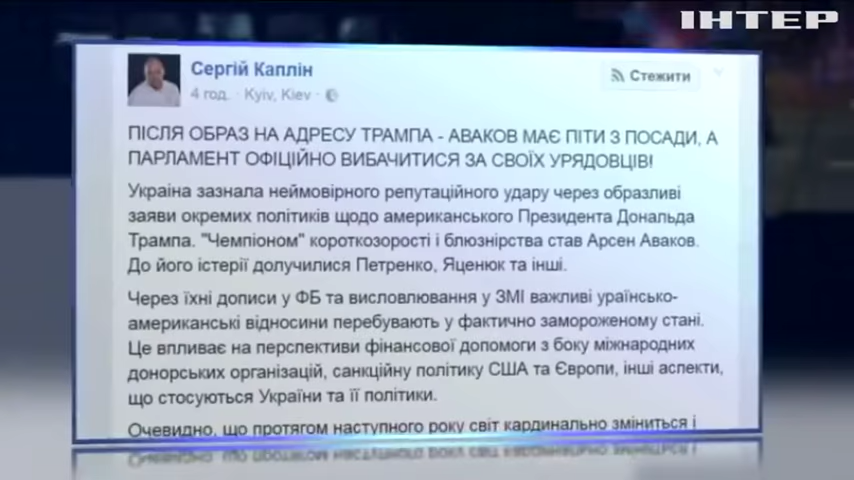 ІНТЕР
Сергій Каплін
Стежити
4 год. · Kyiv, Kiev ·
ПІСЛЯ ОБРАЗ НА АДРЕСУ ТРАМПА - АВАКОВ МАЄ ПІТИ З ПОСАДИ, А
ПАРЛАМЕНТ ОФІЦІЙНО ВИБАЧИТИСЯ ЗА СВОЇХ УРЯДОВЦІВ!
Україна зазнала неймовірного репутаційного удару через образливі
заяви окремих політиків щодо американського Президента Дональда
Трампа. "Чемпіоном" короткозорості і блюзнірства став Арсен Аваков.
До його істерії долучилися Петренко, Яценюк та інші.
Через їхні дописи у ФБ та висловлювання у ЗМІ важливі ураїнсько-
американські відносини перебувають у фактично замороженому стані.
Це впливає на перспективи фінансової допомоги з боку міжнародних
донорських організацій, санкційну політику США та Європи, інші аспекти,
що стосуються України та її політики.
Очевидно, що протягом наступного року світ кардинально зміниться і